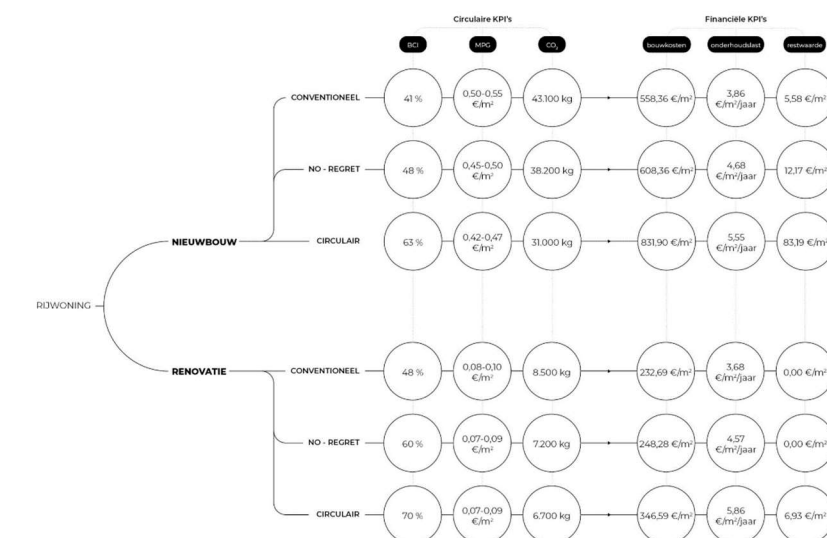 Circulaire KPI's Financiële KPI's
BCI MPG CO₂ bouwkosten onderhoudslast restwaarde
CONVENTIONEEL 41 % 0,50-0,55 €/m² 43.100 kg 558,36 €/m² 3,86 €/m²/jaar 5,58 €/m²
NO - REGRET 48 % 0,45-0,50 €/m² 38.200 kg 608,36 €/m² 4,68 €/m²/jaar 12,17 €/m²
NIEUWBOUW
CIRCULAIR 63 % 0,42-0,47 €/m² 31.000 kg 831,90 €/m² 5,55 €/m²/jaar 83,19 €/m²
RIJWONING
RENOVATIE
CONVENTIONEEL 48 % 0,08-0,10 €/m² 8.500 kg 232,69 €/m² 3,68 €/m²/jaar 0,00 €/m²
NO - REGRET 60 % 0,07-0,09 €/m² 7.200 kg 248,28 €/m² 4,57 €/m²/jaar 0,00 €/m²
CIRCULAIR 70 % 0,07-0,09 €/m² 6.700 kg 346,59 €/m² 5,86 €/m²/jaar 6,93 €/m²